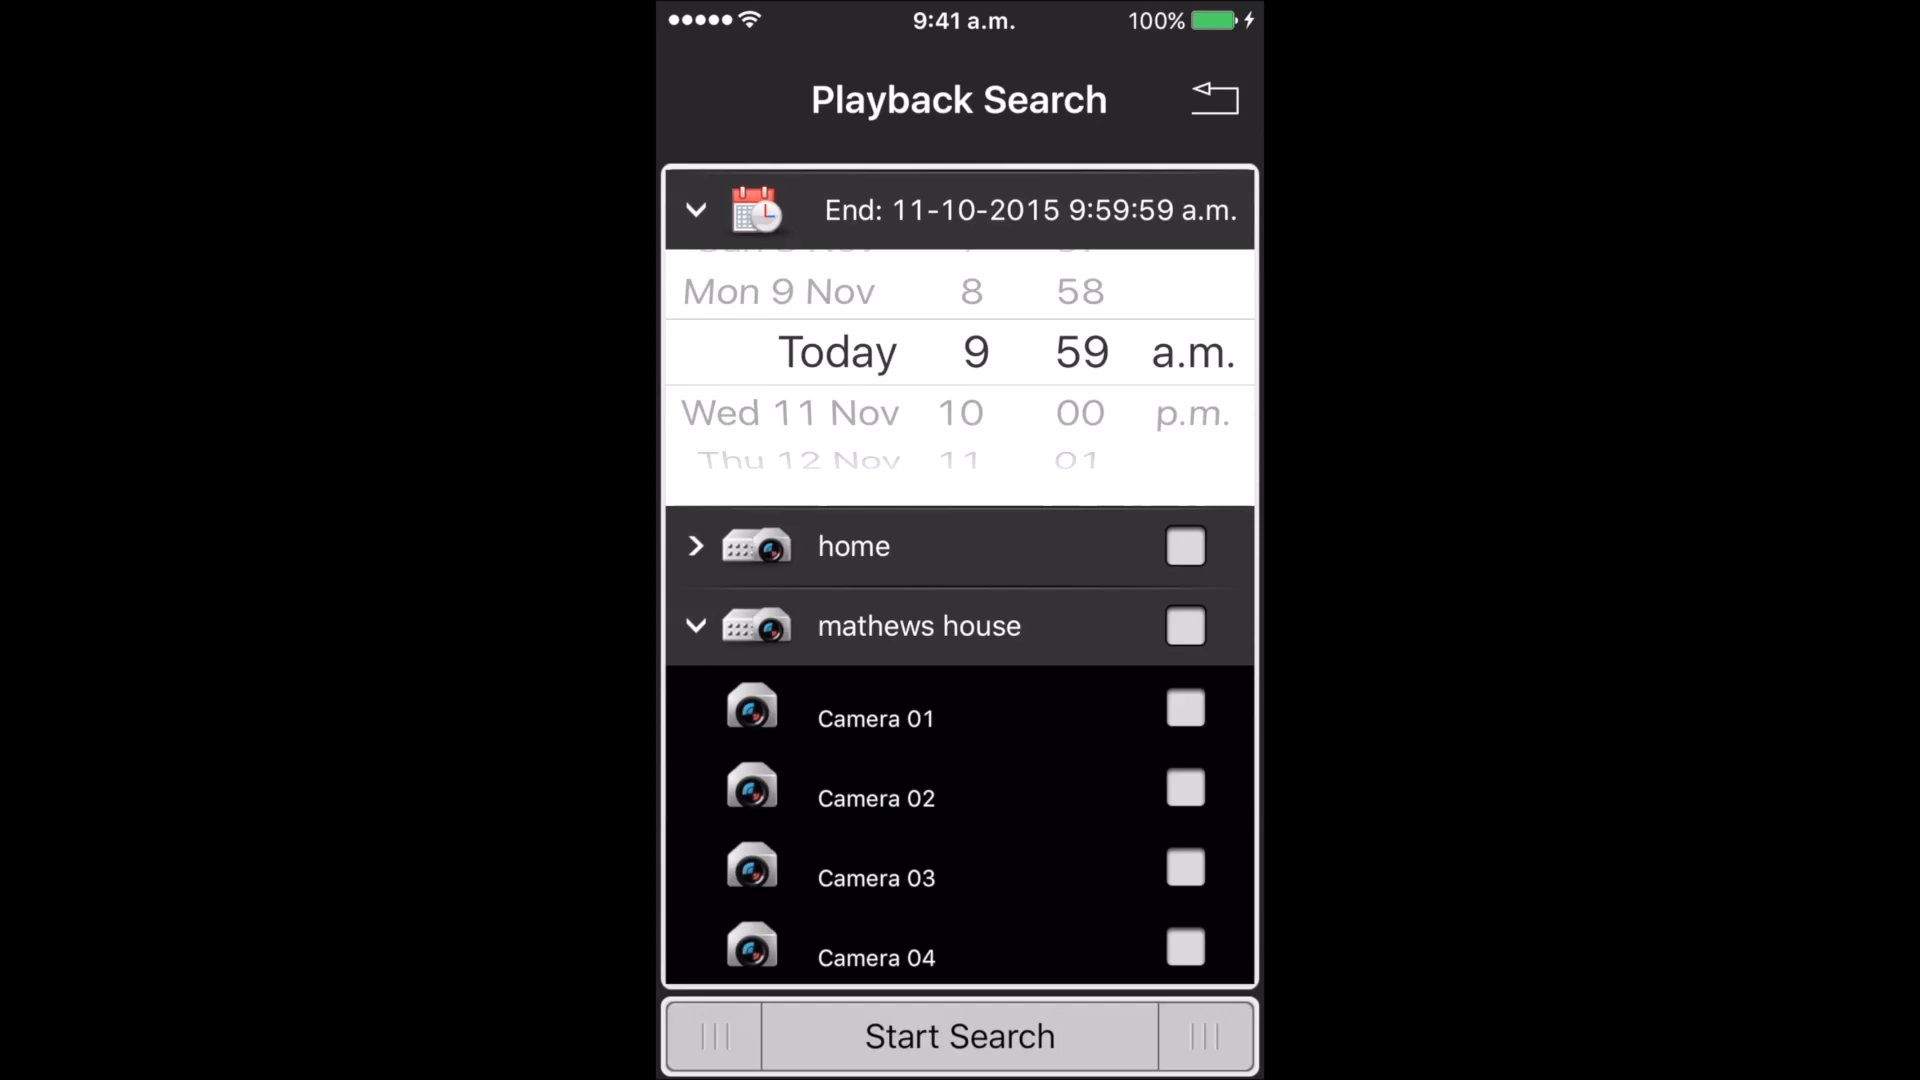 9:41 a.m.
100%
Playback Search
End: 11-10-2015 9:59:59 a.m.
Mon 9 Nov 8 58
Today 9 59 a.m.
Wed 11 Nov 10 00 p.m.
Thu 12 Nov 11 01
home
mathews house
Camera 01
Camera 02
Camera 03
Camera 04
Start Search